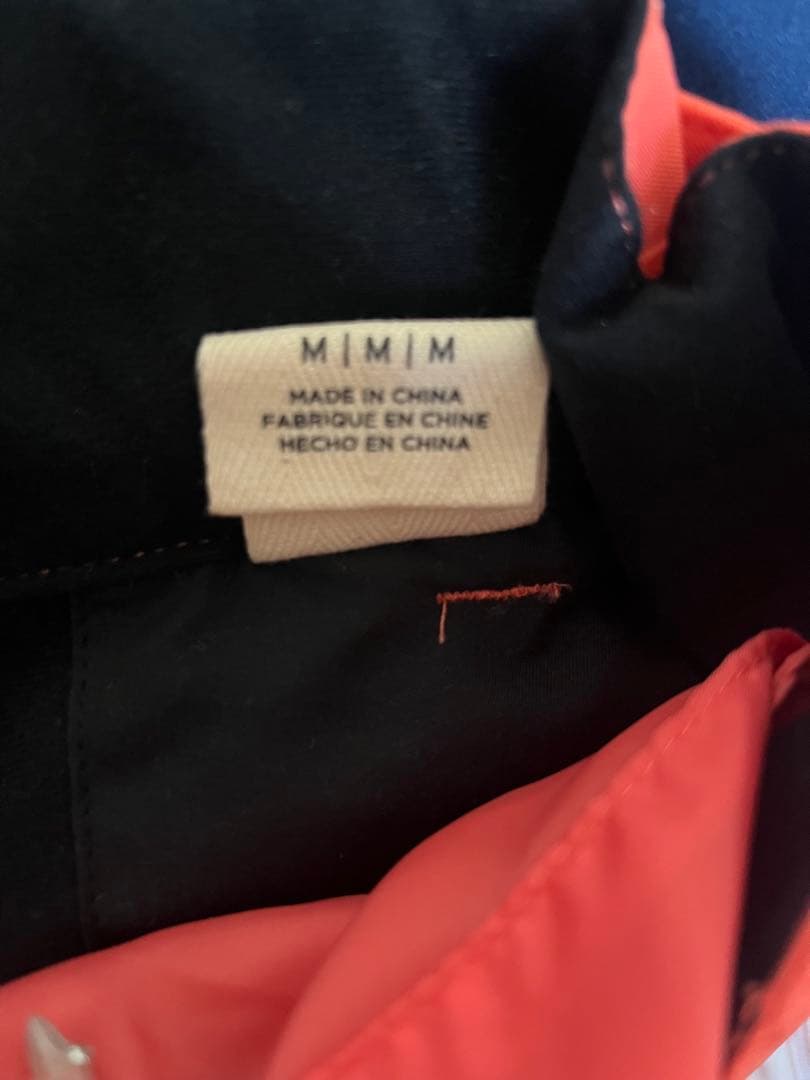 M | M | M
MADE IN CHINA
FABRIQUE EN CHINE
HECHO EN CHINA